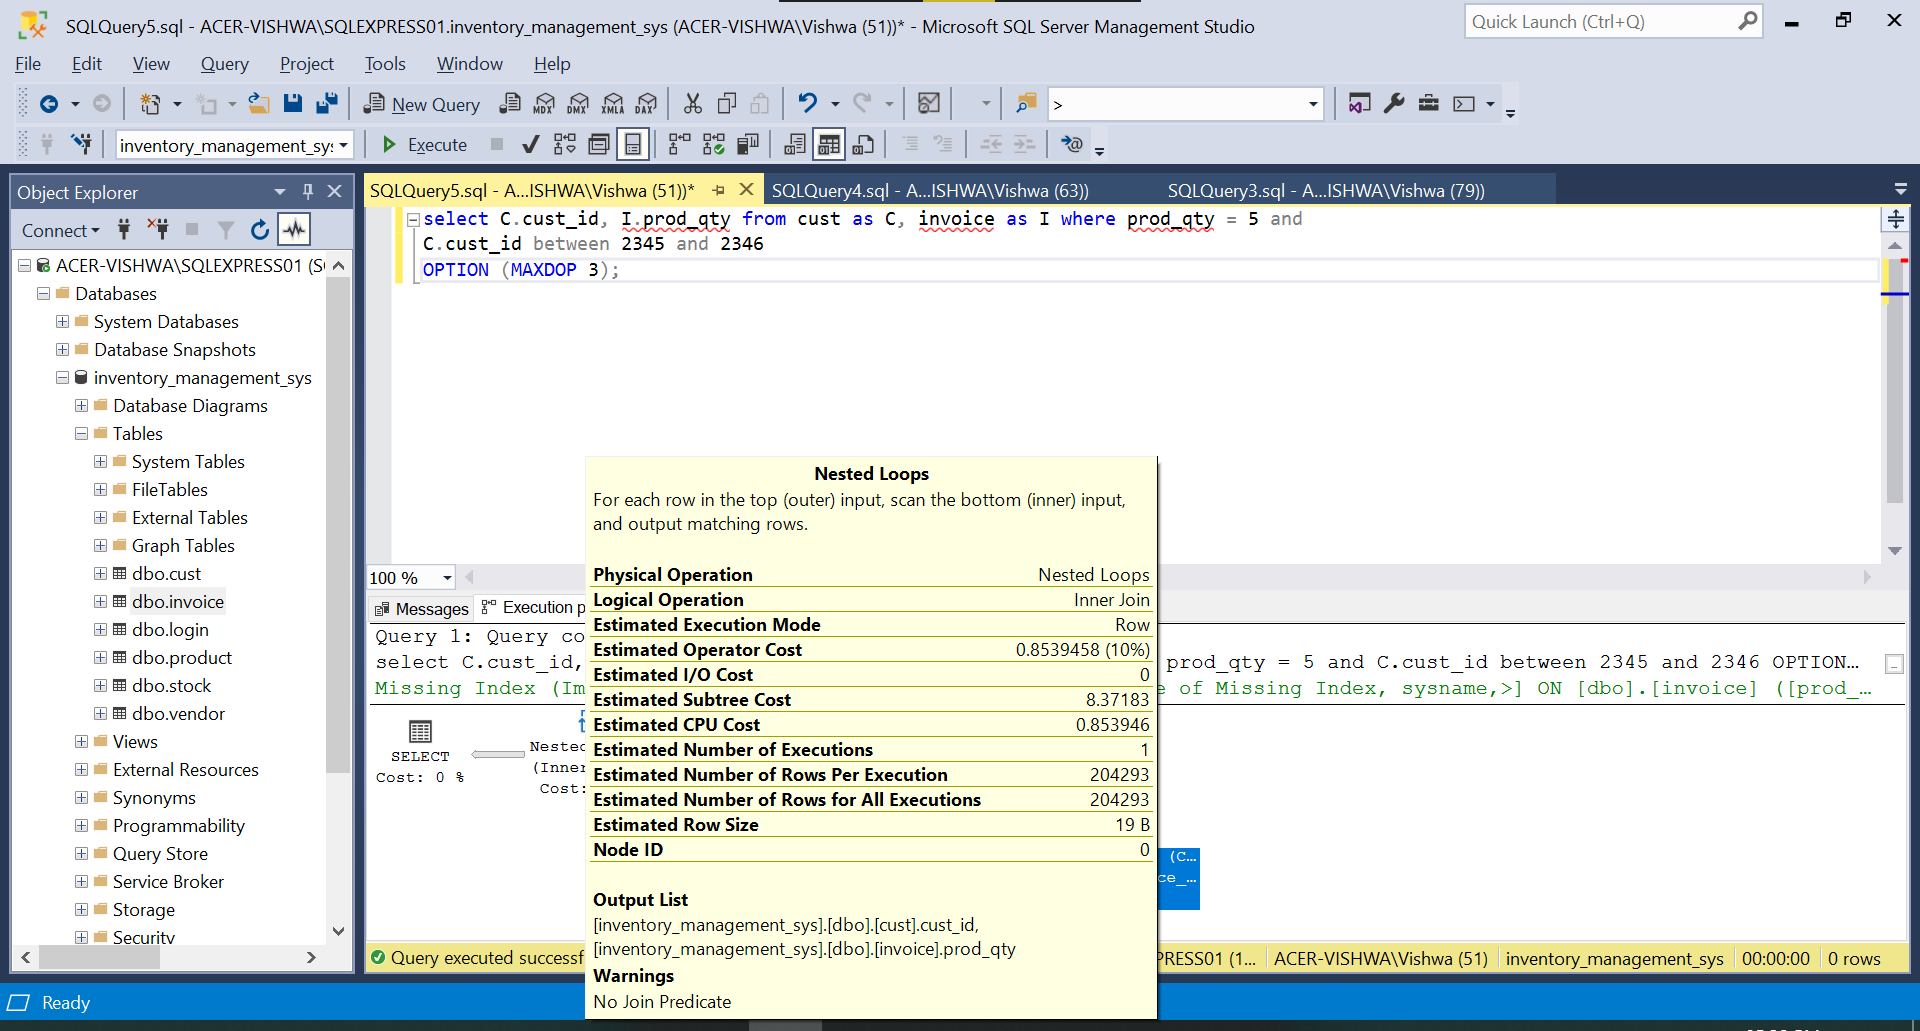 SQLQuery5.sql - ACER-VISHWA\SQLEXPRESS01.inventory_management_sys (ACER-VISHWA\Vishwa (51))* - Microsoft SQL Server Management Studio
Quick Launch (Ctrl+Q)
File Edit View Query Project Tools Window Help
New Query MDX DMX XMLA DAX >
inventory_management_sy Execute
Object Explorer
SQLQuery5.sql - A...ISHWA\Vishwa (51))* SQLQuery4.sql - A...ISHWA\Vishwa (63)) SQLQuery3.sql - A...ISHWA\Vishwa (79))
Connect
ACER-VISHWA\SQLEXPRESS01 (S
Databases
System Databases
Database Snapshots
inventory_management_sys
Database Diagrams
Tables
System Tables
FileTables
External Tables
Graph Tables
dbo.cust
dbo.invoice
dbo.login
dbo.product
dbo.stock
dbo.vendor
Views
External Resources
Synonyms
Programmability
Query Store
Service Broker
Storage
Security
select C.cust_id, I.prod_qty from cust as C, invoice as I where prod_qty = 5 and
C.cust_id between 2345 and 2346
OPTION (MAXDOP 3);
100 %
Messages Execution p
Query 1: Query co
select C.cust_id, prod_qty = 5 and C.cust_id between 2345 and 2346 OPTION…
Missing Index (Im e of Missing Index, sysname,>] ON [dbo].[invoice] ([prod_…
SELECT
Cost: 0 %
Nested
(Inner
Cost:
(C…
ce_…
Nested Loops
For each row in the top (outer) input, scan the bottom (inner) input,
and output matching rows.
Physical Operation Nested Loops
Logical Operation Inner Join
Estimated Execution Mode Row
Estimated Operator Cost 0.8539458 (10%)
Estimated I/O Cost 0
Estimated Subtree Cost 8.37183
Estimated CPU Cost 0.853946
Estimated Number of Executions 1
Estimated Number of Rows Per Execution 204293
Estimated Number of Rows for All Executions 204293
Estimated Row Size 19 B
Node ID 0
Output List
[inventory_management_sys].[dbo].[cust].cust_id,
[inventory_management_sys].[dbo].[invoice].prod_qty
Warnings
No Join Predicate
Query executed successf PRESS01 (1... ACER-VISHWA\Vishwa (51) inventory_management_sys 00:00:00 0 rows
Ready